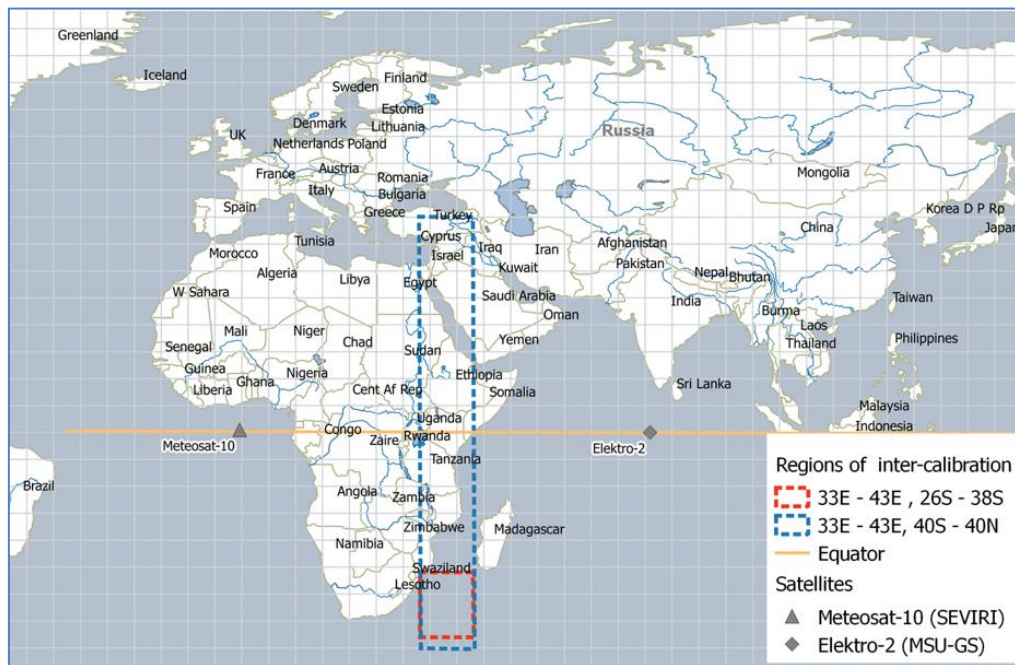 Greenland
Iceland
Finland
Sweden
Estonia
Denmark
Lithuania
UK
Russia
Netherlands Poland
France
Austria
Mongolia
Romania
Italy
Bulgaria
Spain
Greece
Turkey
Korea D P Rp
Japan
China
Tunisia
Cyprus
Morocco
Israel
Iraq
Iran
Afghanistan
Algeria
Libya
Kuwait
Pakistan
Egypt
Nepal
Bhutan
W Sahara
Saudi Arabia
India
Taiwan
Oman
Burma
Mali
Niger
Laos
Yemen
Chad
Thailand
Philippines
Senegal
Sudan
Guinea
Nigeria
Ethiopia
Ghana
Liberia
Cent Af Rep
Somalia
Sri Lanka
Malaysia
Uganda
Indonesia
Congo
Rwanda
Meteosat-10
Zaire
Elektro-2
Tanzania
Brazil
Angola
Zambia
Zimbabwe
Madagascar
Namibia
Swaziland
Lesotho
Regions of inter-calibration
33E - 43E , 26S - 38S
33E - 43E, 40S - 40N
Equator
Satellites
Meteosat-10 (SEVIRI)
Elektro-2 (MSU-GS)